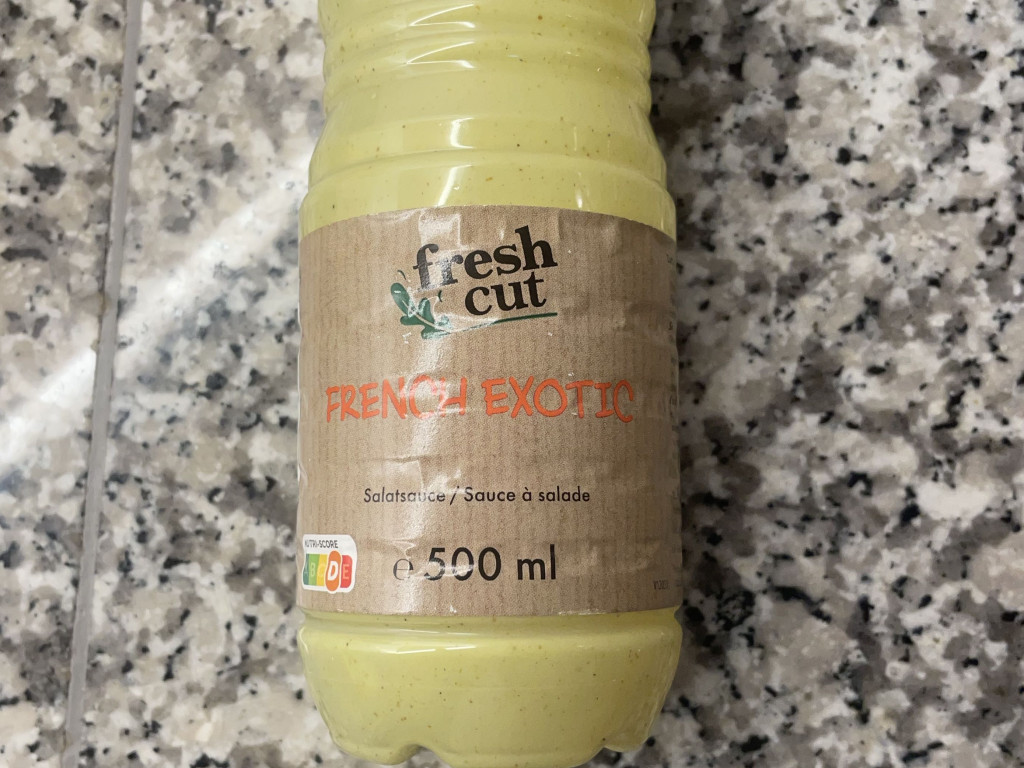 fresh
cut
FRENCH EXOTIC
Salatsauce / Sauce à salade
NUTRI-SCORE
D E
e 500 ml